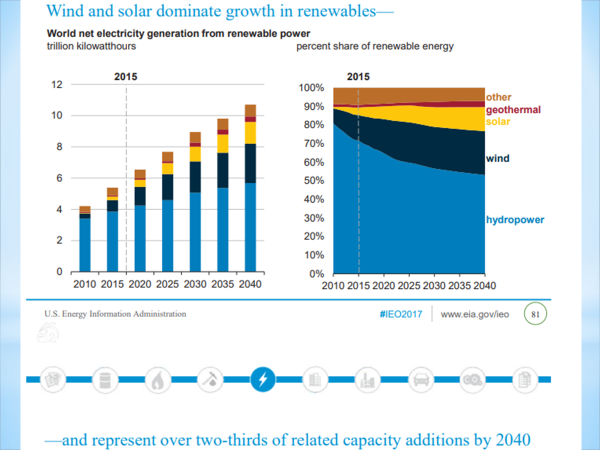 Wind and solar dominate growth in renewables—
World net electricity generation from renewable power
trillion kilowatthours
percent share of renewable energy
2015
12
10
8
6
4
2
0
2010 2015 2020 2025 2030 2035 2040
2015
100%
90%
80%
70%
60%
50%
40%
30%
20%
10%
0%
other
geothermal
solar
wind
hydropower
2010 2015 2020 2025 2030 2035 2040
U.S. Energy Information Administration
#IEO2017
www.eia.gov/ieo
81
—and represent over two-thirds of related capacity additions by 2040